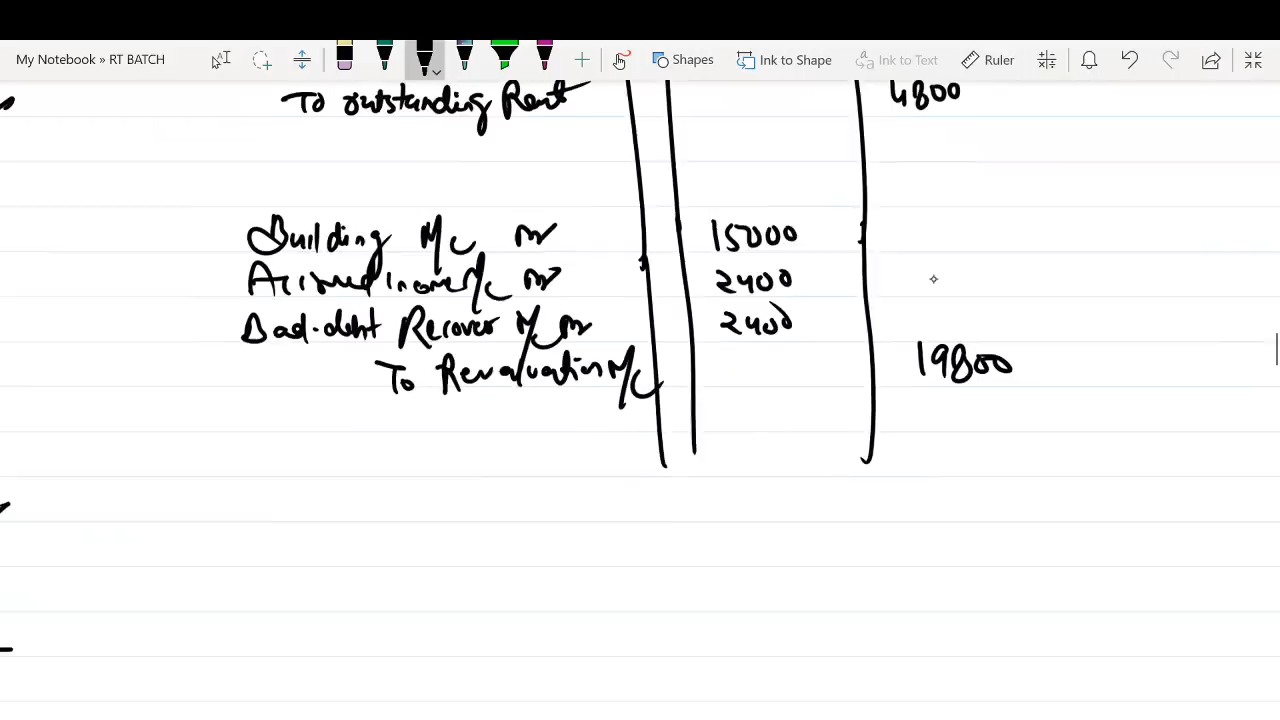 My Notebook » RT BATCH Shapes Ink to Shape Ink to Text Ruler
To outstanding Rent 4800
Building A/C Dr 15000
Accrued Income A/C Dr 2400
Bad-debt Recover A/C Dr 2400
To Revaluation A/C 19800